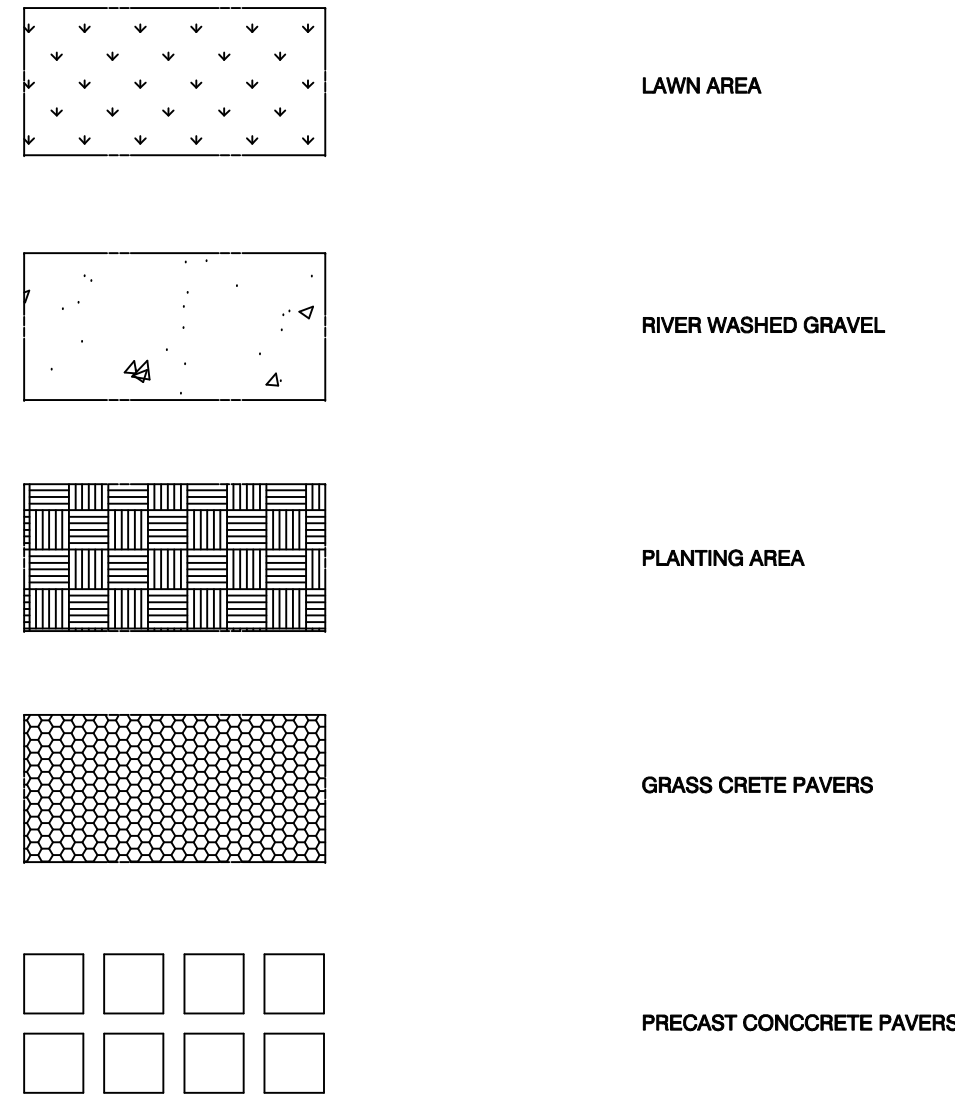 LAWN AREA
RIVER WASHED GRAVEL
PLANTING AREA
GRASS CRETE PAVERS
PRECAST CONCCRETE PAVERS